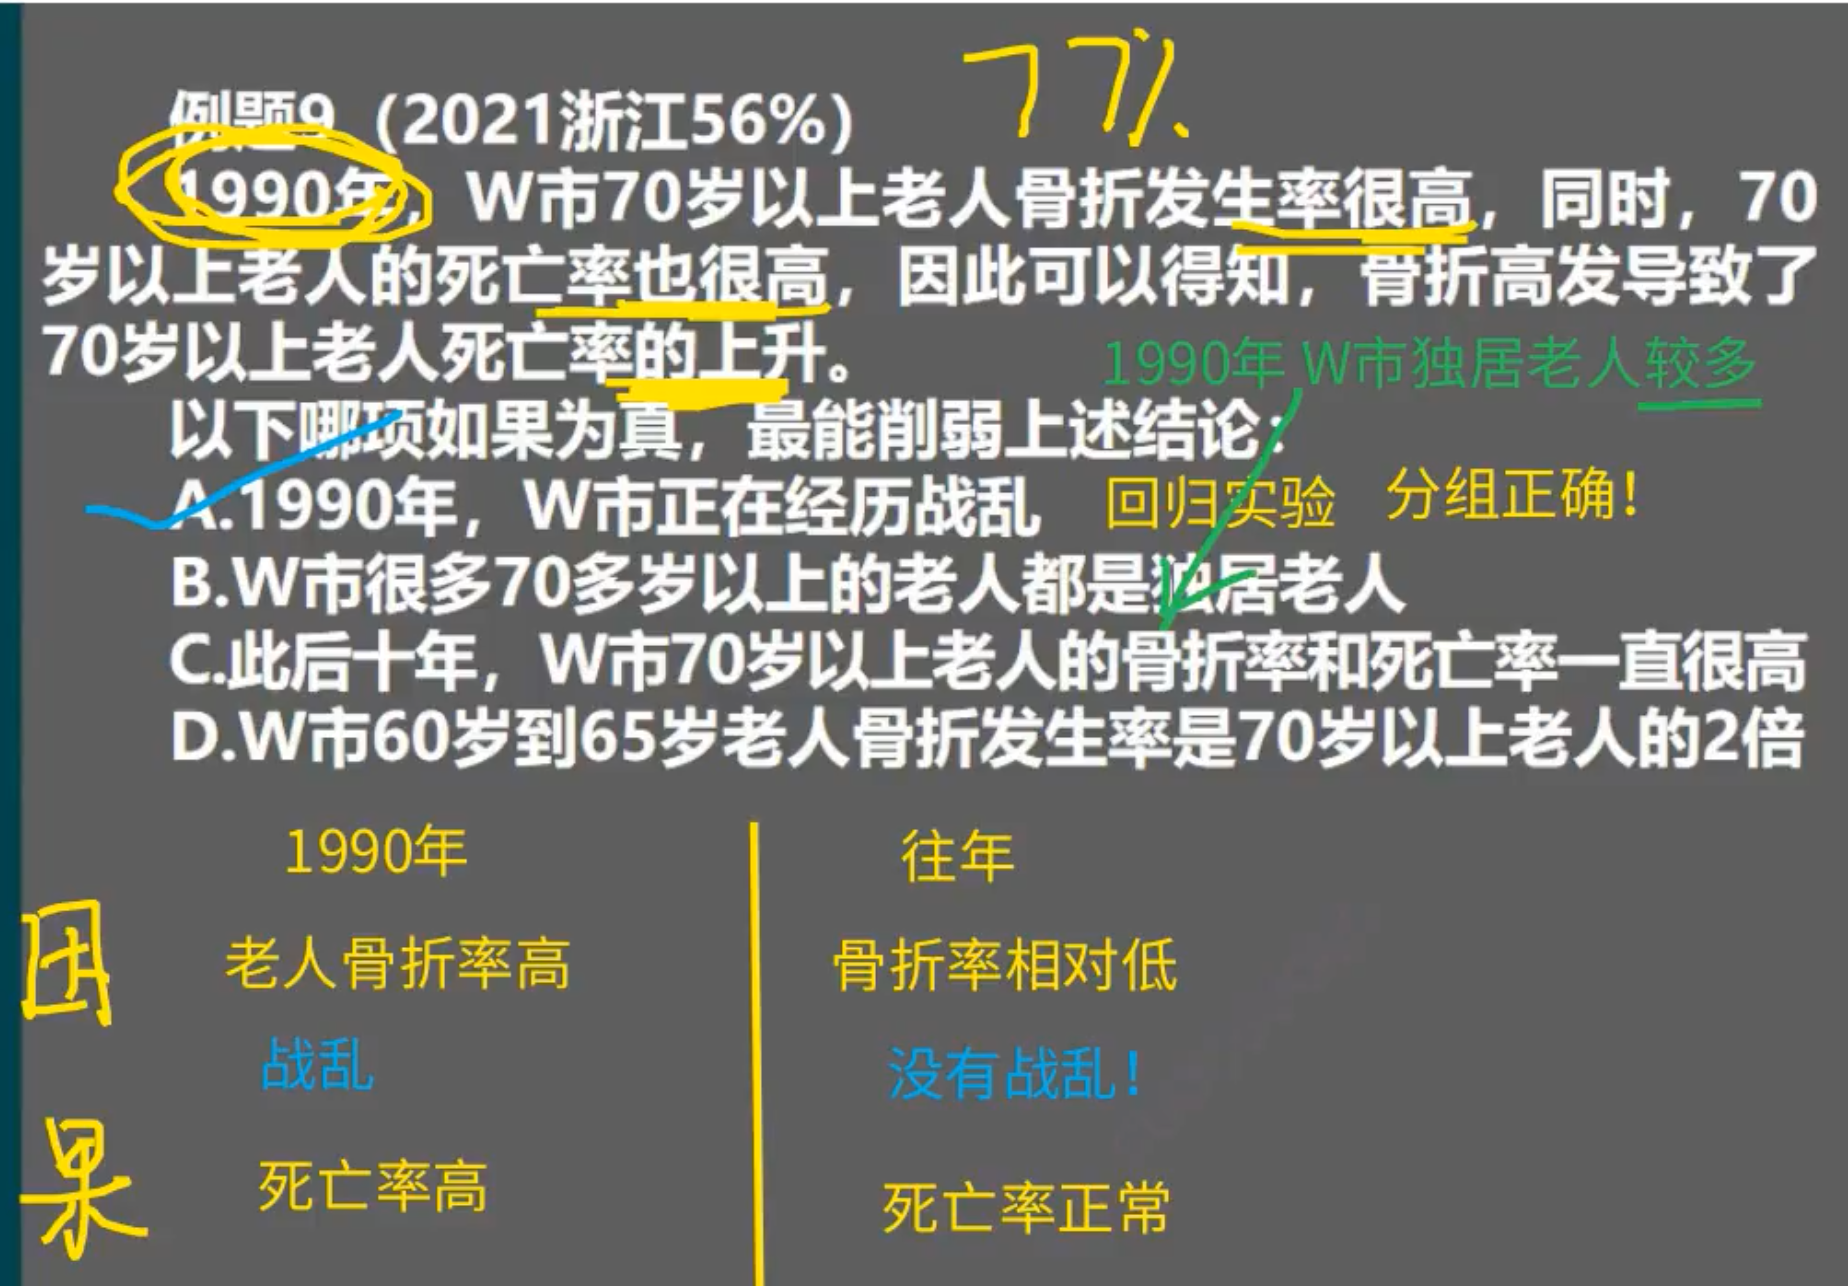 77%
例题9（2021浙江56%）
1990年，W市70岁以上老人骨折发生率很高，同时，70
岁以上老人的死亡率也很高，因此可以得知，骨折高发导致了
70岁以上老人死亡率的上升。
1990年 W市独居老人较多
以下哪项如果为真，最能削弱上述结论：
A.1990年，W市正在经历战乱
回归实验 分组正确！
B.W市很多70多岁以上的老人都是独居老人
C.此后十年，W市70岁以上老人的骨折率和死亡率一直很高
D.W市60岁到65岁老人骨折发生率是70岁以上老人的2倍
1990年
往年
因
老人骨折率高
骨折率相对低
战乱
没有战乱！
果
死亡率高
死亡率正常